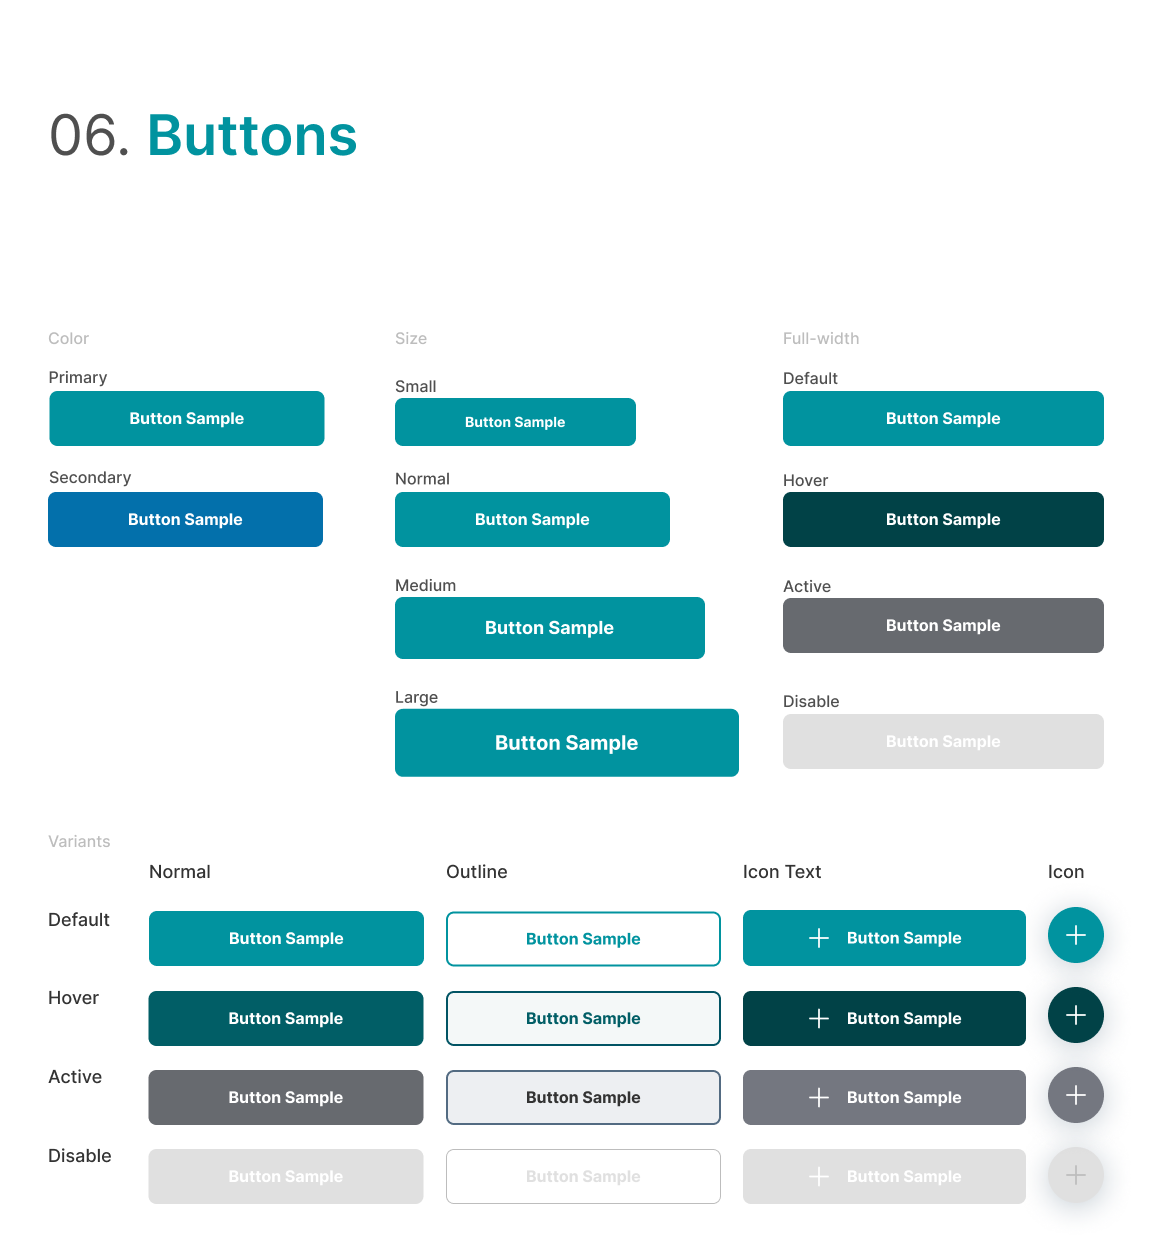 06. Buttons
Color
Primary
Button Sample
Secondary
Button Sample
Size
Small
Button Sample
Normal
Button Sample
Medium
Button Sample
Large
Button Sample
Full-width
Default
Button Sample
Hover
Button Sample
Active
Button Sample
Disable
Button Sample
Variants
Normal Outline Icon Text Icon
Default Button Sample Button Sample Button Sample
Hover Button Sample Button Sample Button Sample
Active Button Sample Button Sample Button Sample
Disable Button Sample Button Sample Button Sample